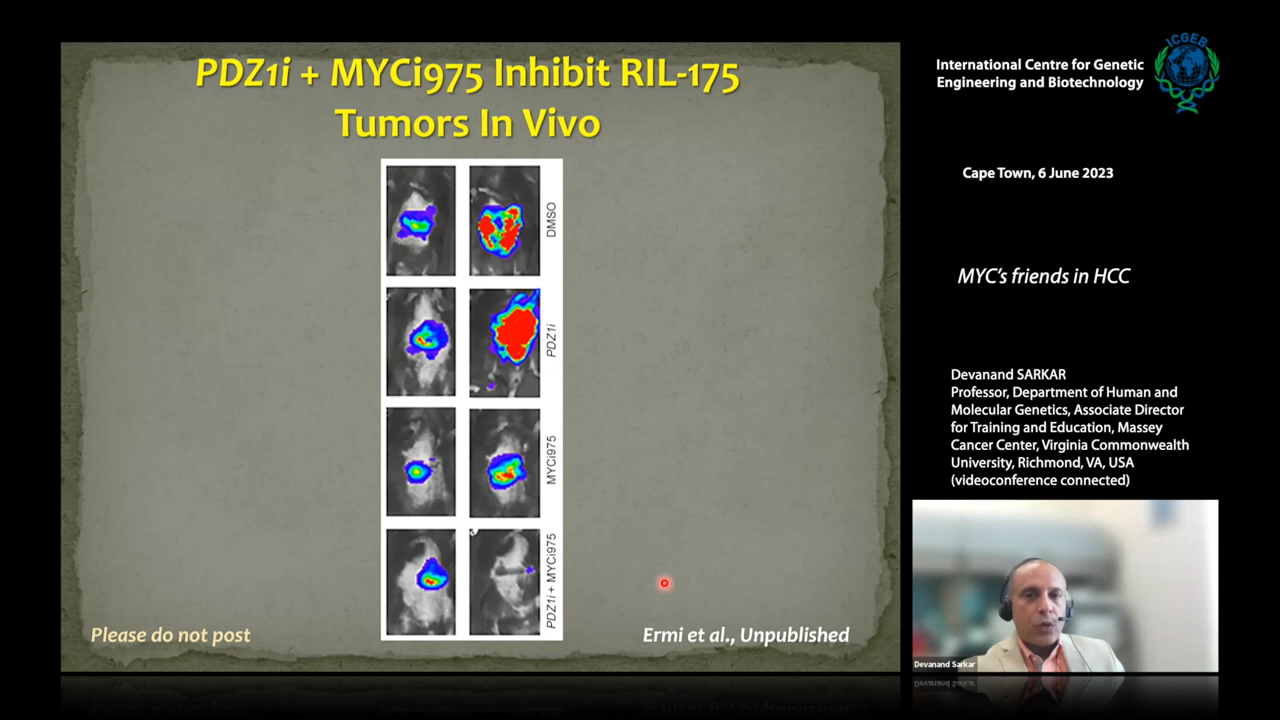 PDZ1i + MYCi975 Inhibit RIL-175
Tumors In Vivo
DMSO
PDZ1i
MYCi975
PDZ1i + MYCi975
Please do not post
Ermi et al., Unpublished
International Centre for Genetic
Engineering and Biotechnology
ICGEB
Cape Town, 6 June 2023
MYC's friends in HCC
Devanand SARKAR
Professor, Department of Human and
Molecular Genetics, Associate Director
for Training and Education, Massey
Cancer Center, Virginia Commonwealth
University, Richmond, VA, USA
(videoconference connected)
Devanand Sarkar